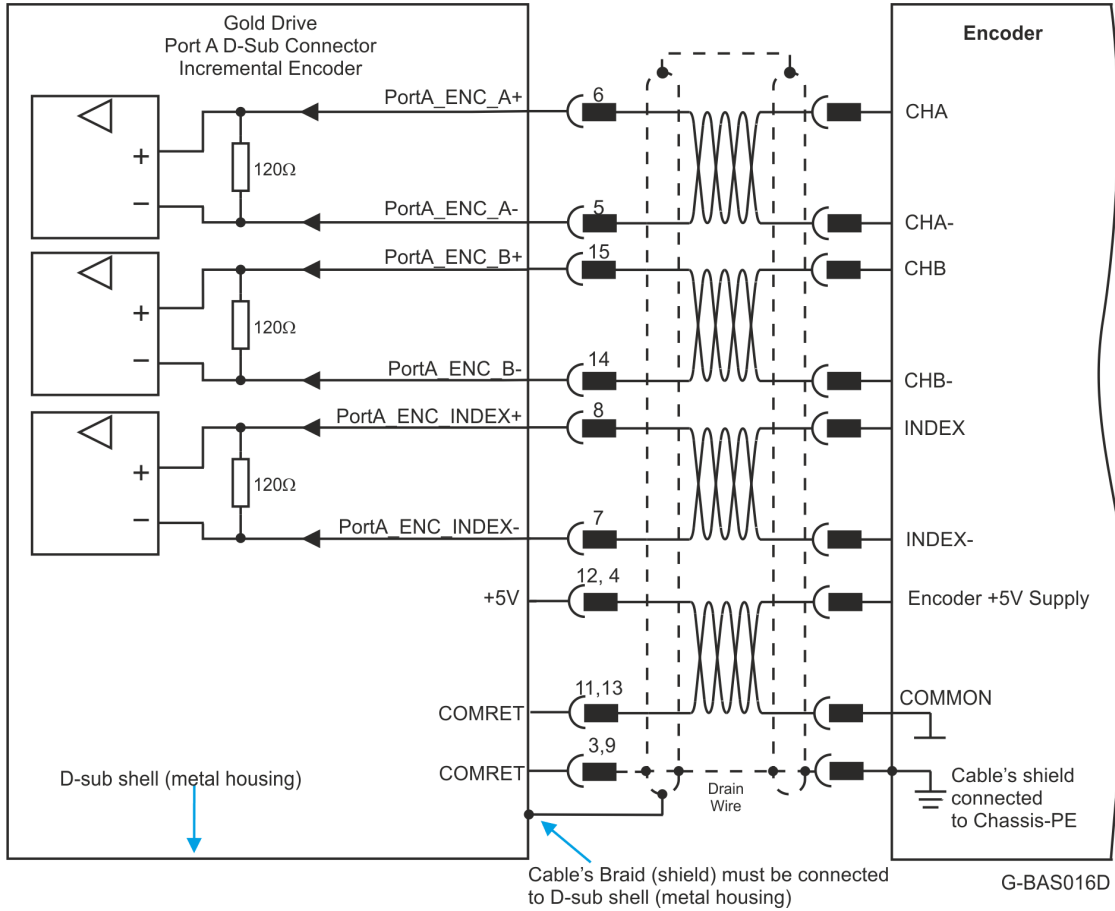 Gold Drive
Port A D-Sub Connector
Incremental Encoder
Encoder
PortA_ENC_A+
6
CHA
+
120Ω
−
PortA_ENC_A-
5
CHA-
PortA_ENC_B+
15
CHB
+
120Ω
−
PortA_ENC_B-
14
CHB-
PortA_ENC_INDEX+
8
INDEX
+
120Ω
−
PortA_ENC_INDEX-
7
INDEX-
+5V
12, 4
Encoder +5V Supply
COMRET
11,13
COMMON
COMRET
3,9
Drain
Wire
Cable's shield
connected
to Chassis-PE
D-sub shell (metal housing)
Cable's Braid (shield) must be connected
to D-sub shell (metal housing)
G-BAS016D